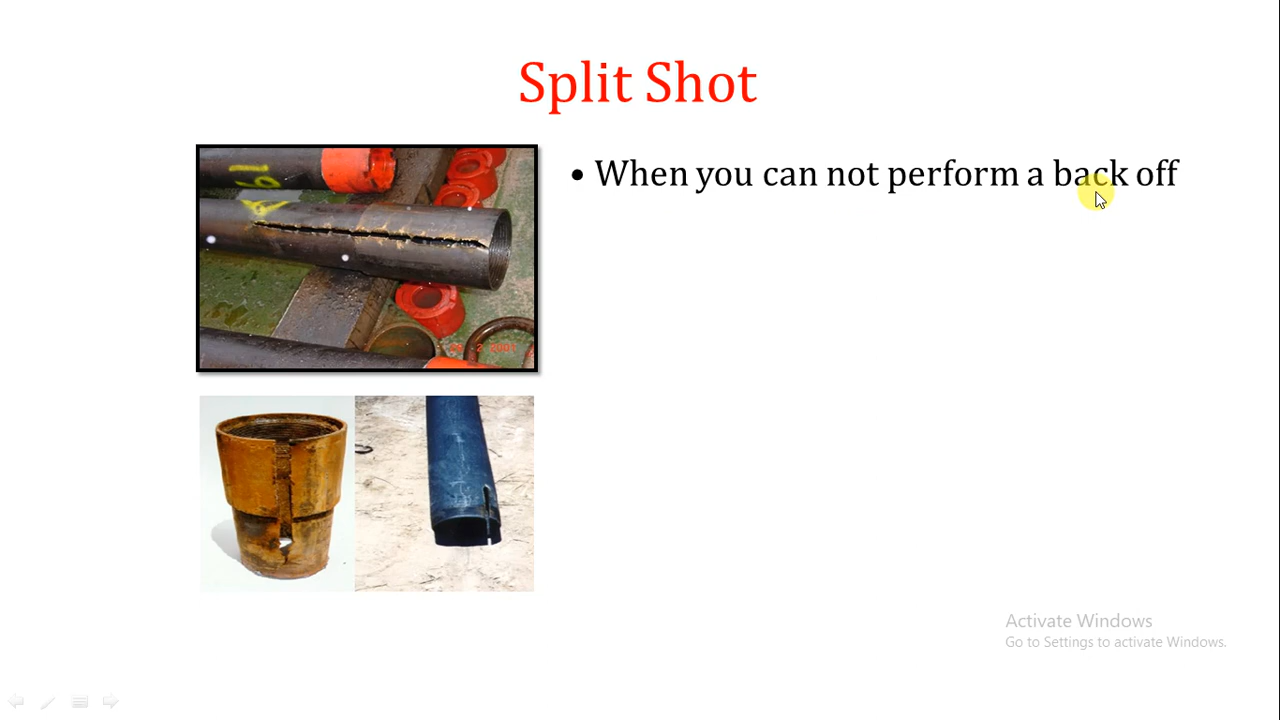 Split Shot
• When you can not perform a back off
Activate Windows
Go to Settings to activate Windows.